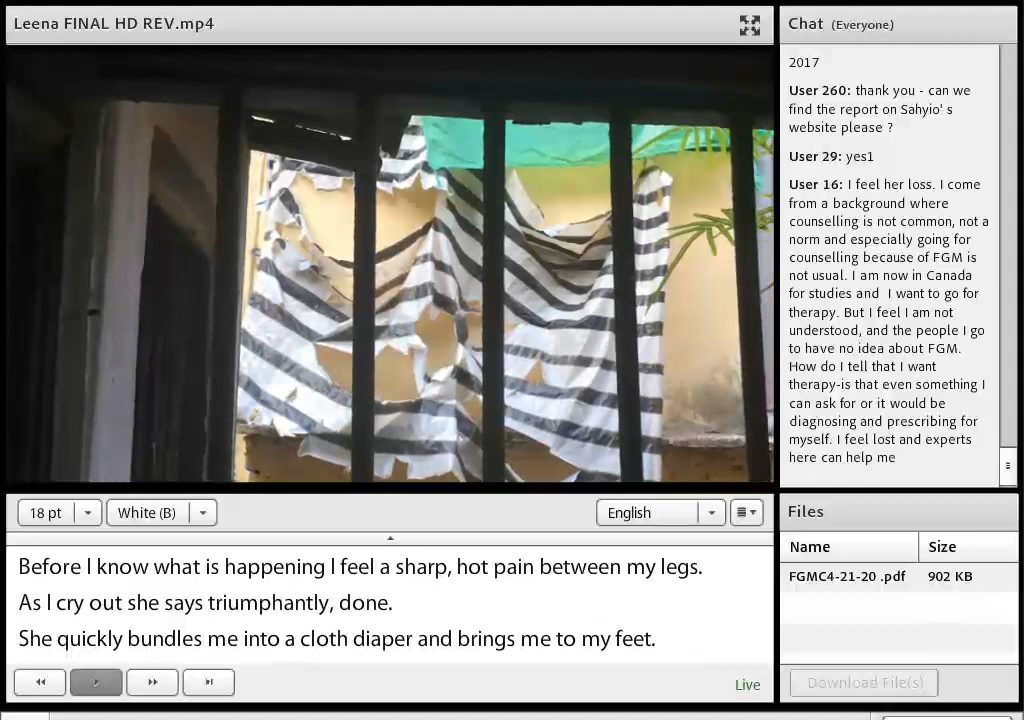 Leena FINAL HD REV.mp4
Chat (Everyone)
2017
User 260: thank you - can we
find the report on Sahyio' s
website please ?
User 29: yes1
User 16: I feel her loss. I come
from a background where
counselling is not common, not a
norm and especially going for
counselling because of FGM is
not usual. I am now in Canada
for studies and  I want to go for
therapy. But I feel I am not
understood, and the people I go
to have no idea about FGM.
How do I tell that I want
therapy-is that even something I
can ask for or it would be
diagnosing and prescribing for
myself. I feel lost and experts
here can help me
18 pt
White (B)
English
Before I know what is happening I feel a sharp, hot pain between my legs.
As I cry out she says triumphantly, done.
She quickly bundles me into a cloth diaper and brings me to my feet.
Live
Files
Name Size
FGMC4-21-20 .pdf 902 KB
Download File(s)